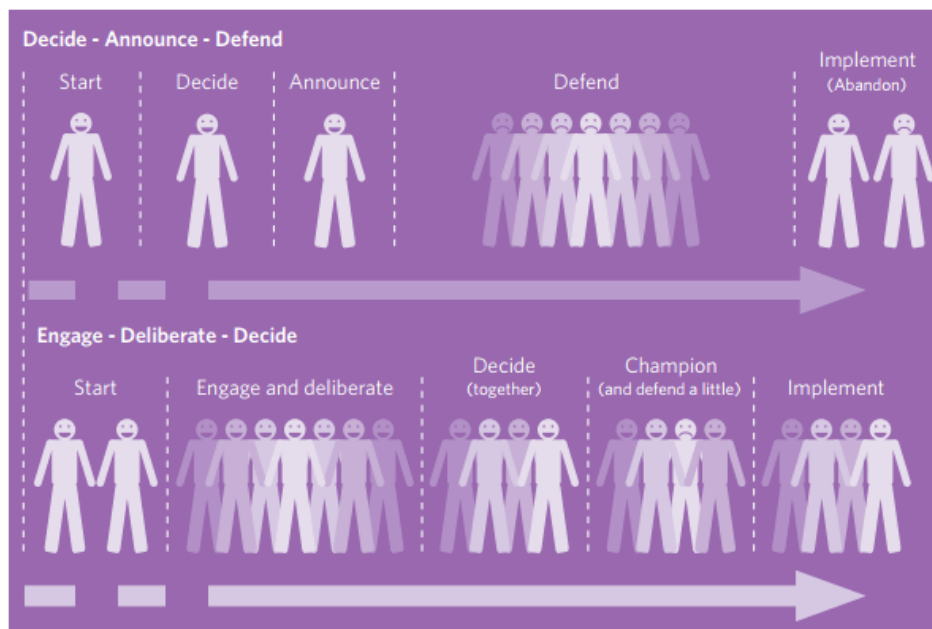 Decide - Announce - Defend
Start
Decide
Announce
Defend
Implement
(Abandon)
Engage - Deliberate - Decide
Start
Engage and deliberate
Decide
(together)
Champion
(and defend a little)
Implement